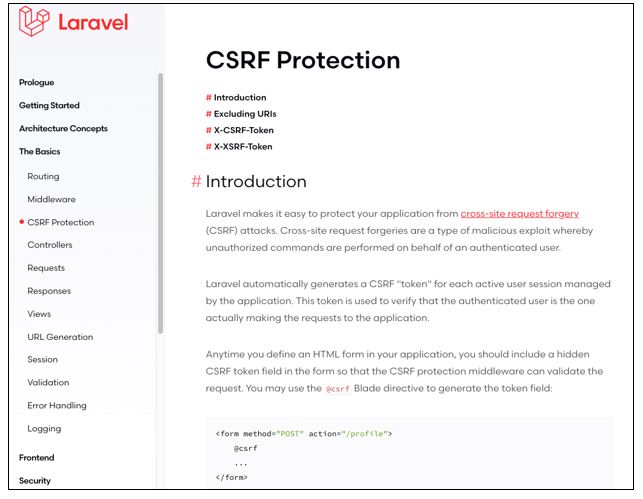 Laravel
Prologue
Getting Started
Architecture Concepts
The Basics
Routing
Middleware
CSRF Protection
Controllers
Requests
Responses
Views
URL Generation
Session
Validation
Error Handling
Logging
Frontend
Security
CSRF Protection
# Introduction
# Excluding URIs
# X-CSRF-Token
# X-XSRF-Token
# Introduction
Laravel makes it easy to protect your application from cross-site request forgery
(CSRF) attacks. Cross-site request forgeries are a type of malicious exploit whereby
unauthorized commands are performed on behalf of an authenticated user.
Laravel automatically generates a CSRF "token" for each active user session managed
by the application. This token is used to verify that the authenticated user is the one
actually making the requests to the application.
Anytime you define an HTML form in your application, you should include a hidden
CSRF token field in the form so that the CSRF protection middleware can validate the
request. You may use the @csrf Blade directive to generate the token field:
<form method="POST" action="/profile">
@csrf
...
</form>